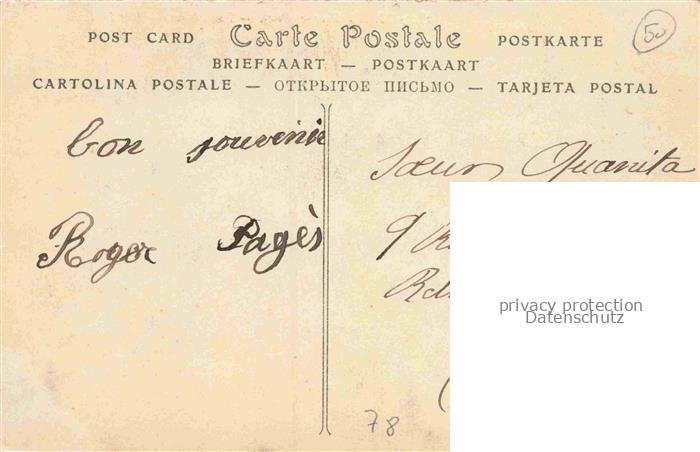 POST CARD Carte Postale POSTKARTE
50
BRIEFKAART — POSTKAART
CARTOLINA POSTALE — ОТКРЫТОЕ ПИСЬМО — TARJETA POSTAL
bon souvenir
Roger Pagès
Sœur Juanita
9 R
privacy protection
Datenschutz
78